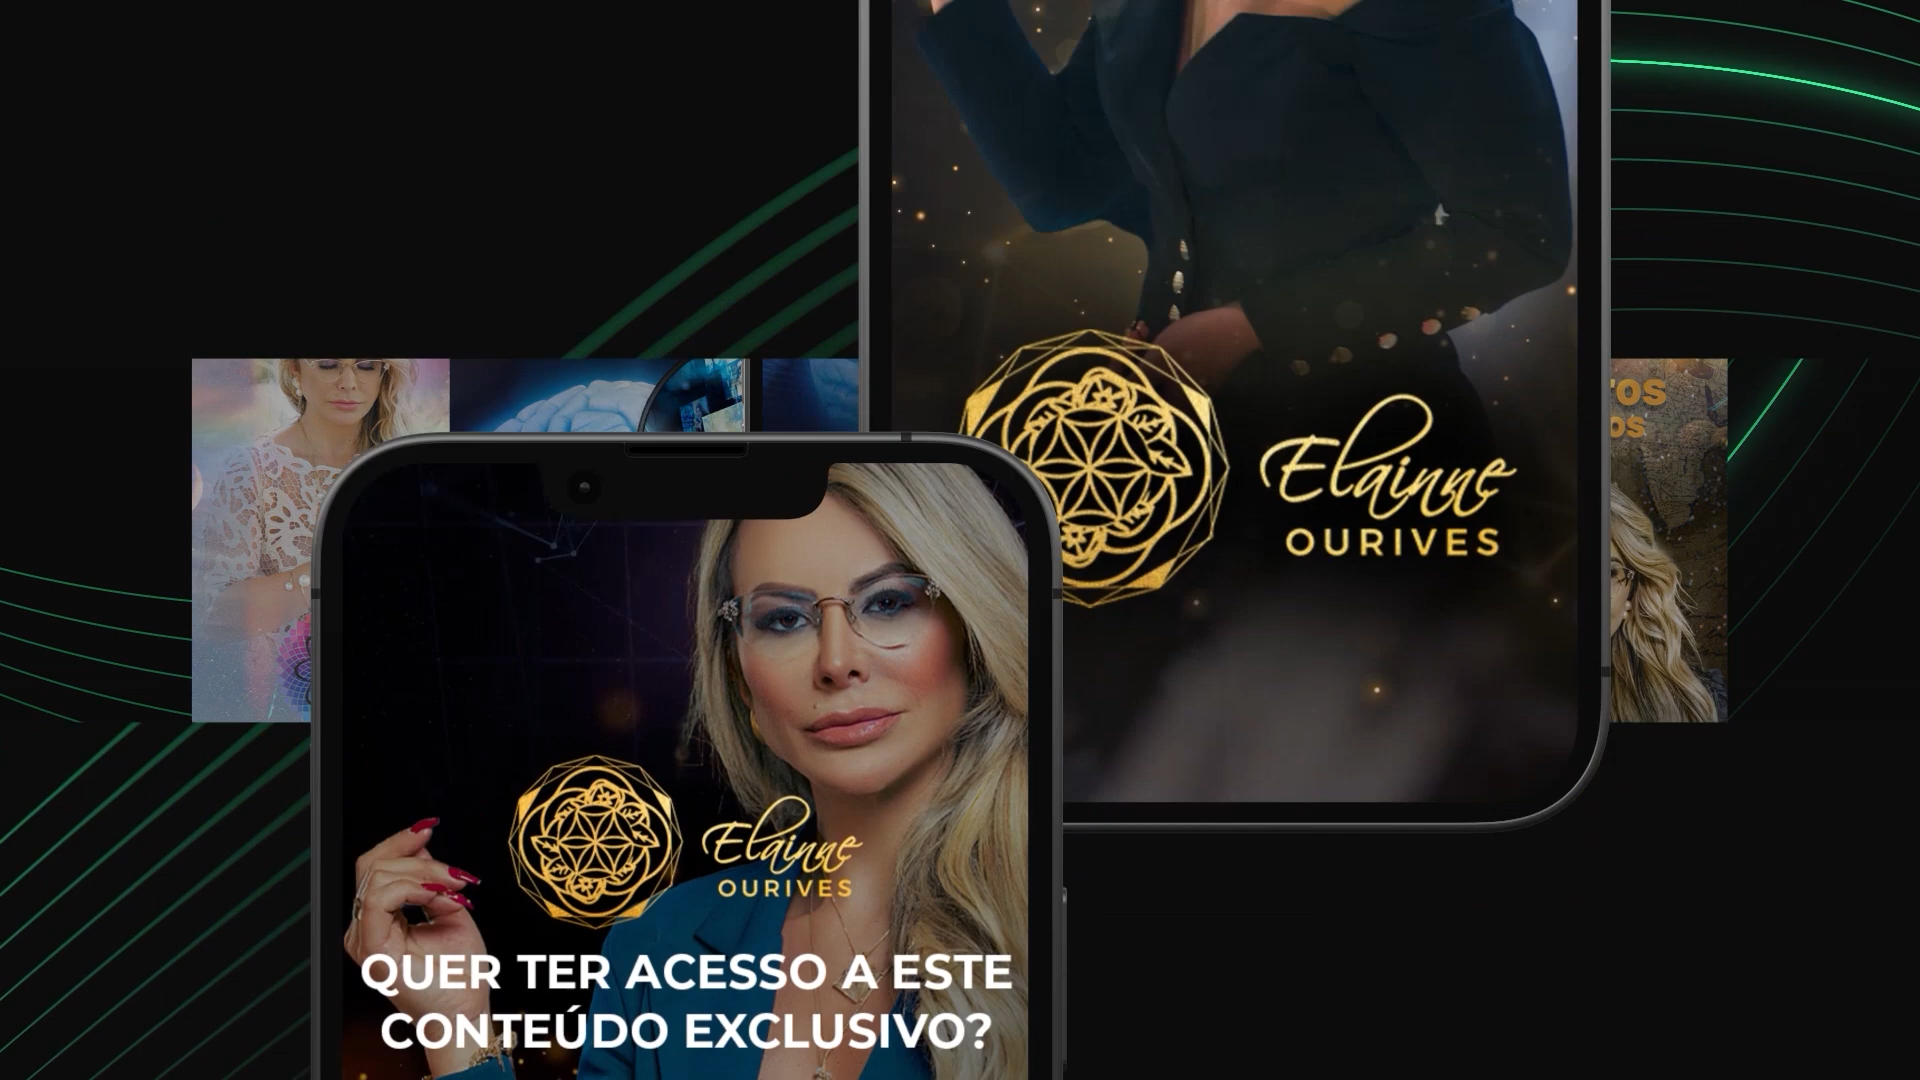 Elainne
OURIVES
Elainne
OURIVES
QUER TER ACESSO A ESTE
CONTEÚDO EXCLUSIVO?